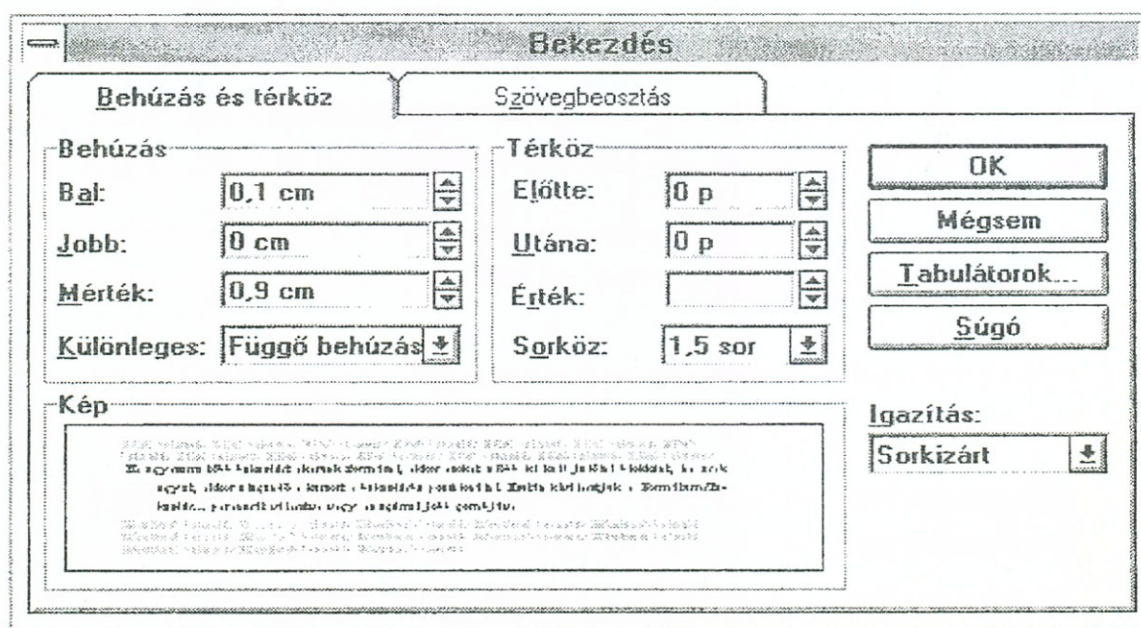 Bekezdés
Behúzás és térköz
Szövegbeosztás
Behúzás
Bal: 0,1 cm
Jobb: 0 cm
Mérték: 0,9 cm
Különleges: Függő behúzás
Térköz
Előtte: 0 p
Utána: 0 p
Érték:
Sorköz: 1,5 sor
OK
Mégsem
Tabulátorok...
Súgó
Igazítás:
Sorkizárt
Kép